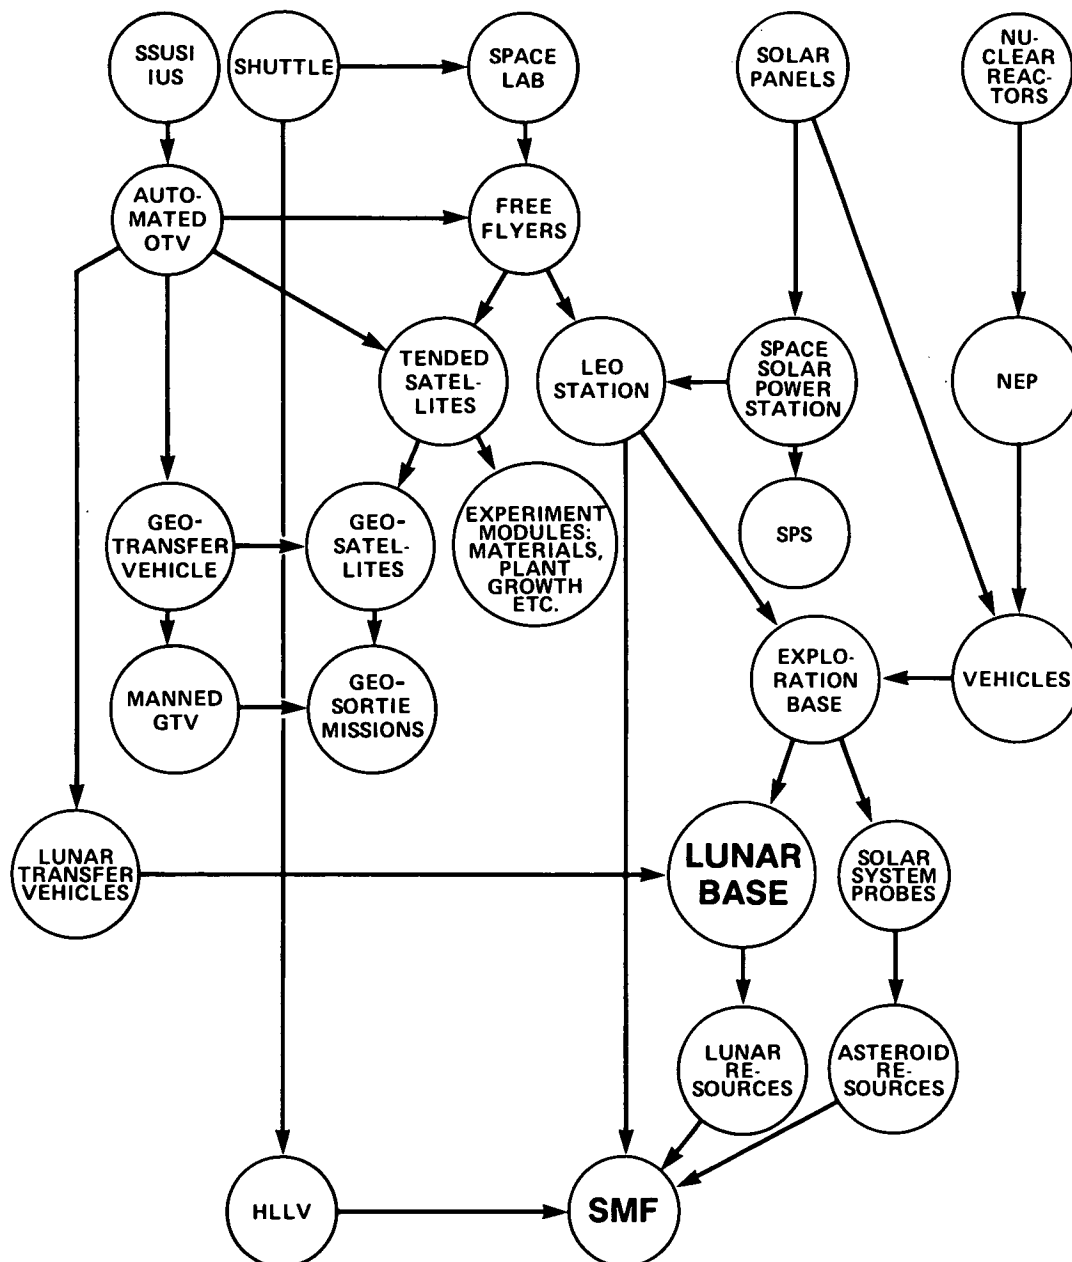 SSUSI
IUS
SHUTTLE
SPACE
LAB
SOLAR
PANELS
NU-
CLEAR
REAC-
TORS
AUTO-
MATED
OTV
FREE
FLYERS
TENDED
SATEL-
LITES
LEO
STATION
SPACE
SOLAR
POWER
STATION
NEP
GEO-
TRANSFER
VEHICLE
GEO-
SATEL-
LITES
EXPERIMENT
MODULES:
MATERIALS,
PLANT
GROWTH
ETC.
SPS
MANNED
GTV
GEO-
SORTIE
MISSIONS
EXPLO-
RATION
BASE
VEHICLES
LUNAR
TRANSFER
VEHICLES
LUNAR
BASE
SOLAR
SYSTEM
PROBES
LUNAR
RE-
SOURCES
ASTEROID
RE-
SOURCES
HLLV
SMF